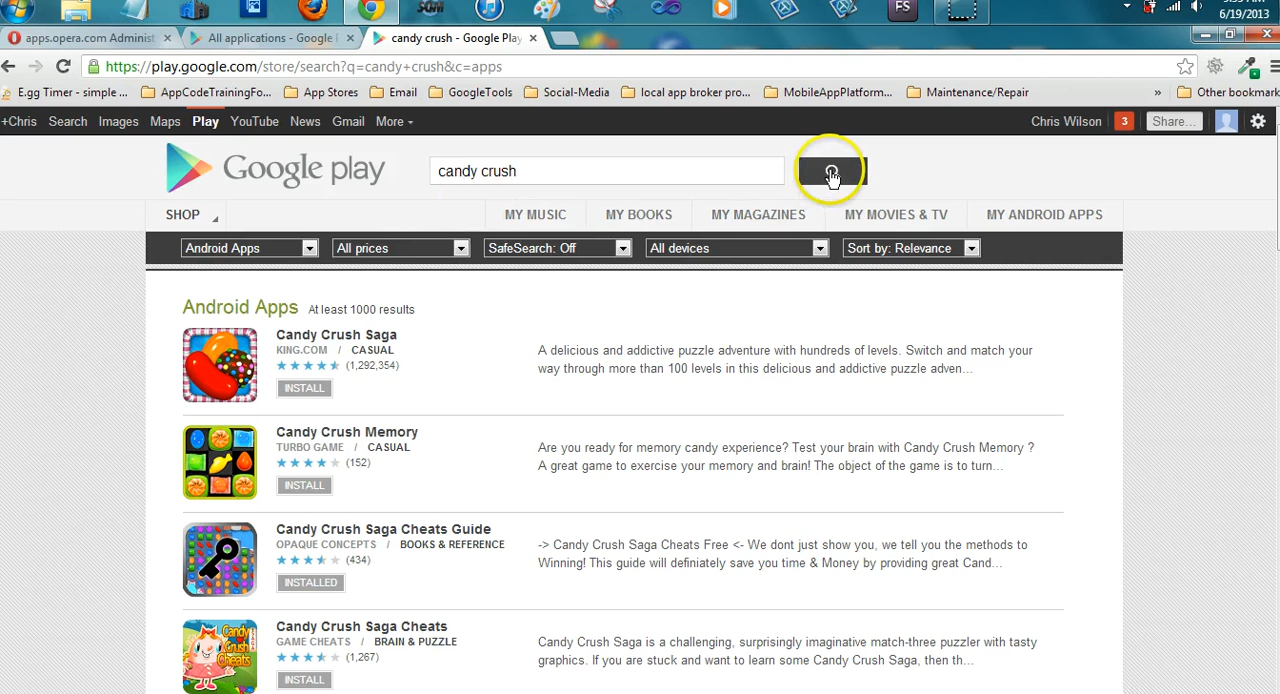 SCM
FS
6/19/2013
apps.opera.com Administ
All applications - Google
candy crush - Google Play
https://play.google.com/store/search?q=candy+crush&c=apps
E.gg Timer - simple ...
AppCodeTrainingFo...
App Stores
Email
GoogleTools
Social-Media
local app broker pro...
MobileAppPlatform...
Maintenance/Repair
»
Other bookmark
+Chris Search Images Maps Play YouTube News Gmail More
Chris Wilson 3 Share...
Google play
candy crush
SHOP MY MUSIC MY BOOKS MY MAGAZINES MY MOVIES & TV MY ANDROID APPS
Android Apps All prices SafeSearch: Off All devices Sort by: Relevance
Android Apps At least 1000 results
Candy Crush Saga
KING.COM / CASUAL
(1,292,354)
INSTALL
A delicious and addictive puzzle adventure with hundreds of levels. Switch and match your
way through more than 100 levels in this delicious and addictive puzzle adven...
Candy Crush Memory
TURBO GAME / CASUAL
(152)
INSTALL
Are you ready for memory candy experience? Test your brain with Candy Crush Memory ?
A great game to exercise your memory and brain! The object of the game is to turn...
Candy Crush Saga Cheats Guide
OPAQUE CONCEPTS / BOOKS & REFERENCE
(434)
INSTALLED
-> Candy Crush Saga Cheats Free <- We dont just show you, we tell you the methods to
Winning! This guide will definiately save you time & Money by providing great Cand...
Candy Crush Saga Cheats
GAME CHEATS / BRAIN & PUZZLE
(1,267)
INSTALL
Candy Crush Saga is a challenging, surprisingly imaginative match-three puzzler with tasty
graphics. If you are stuck and want to learn some Candy Crush Saga, then th...
Candy
Crush
Cheats